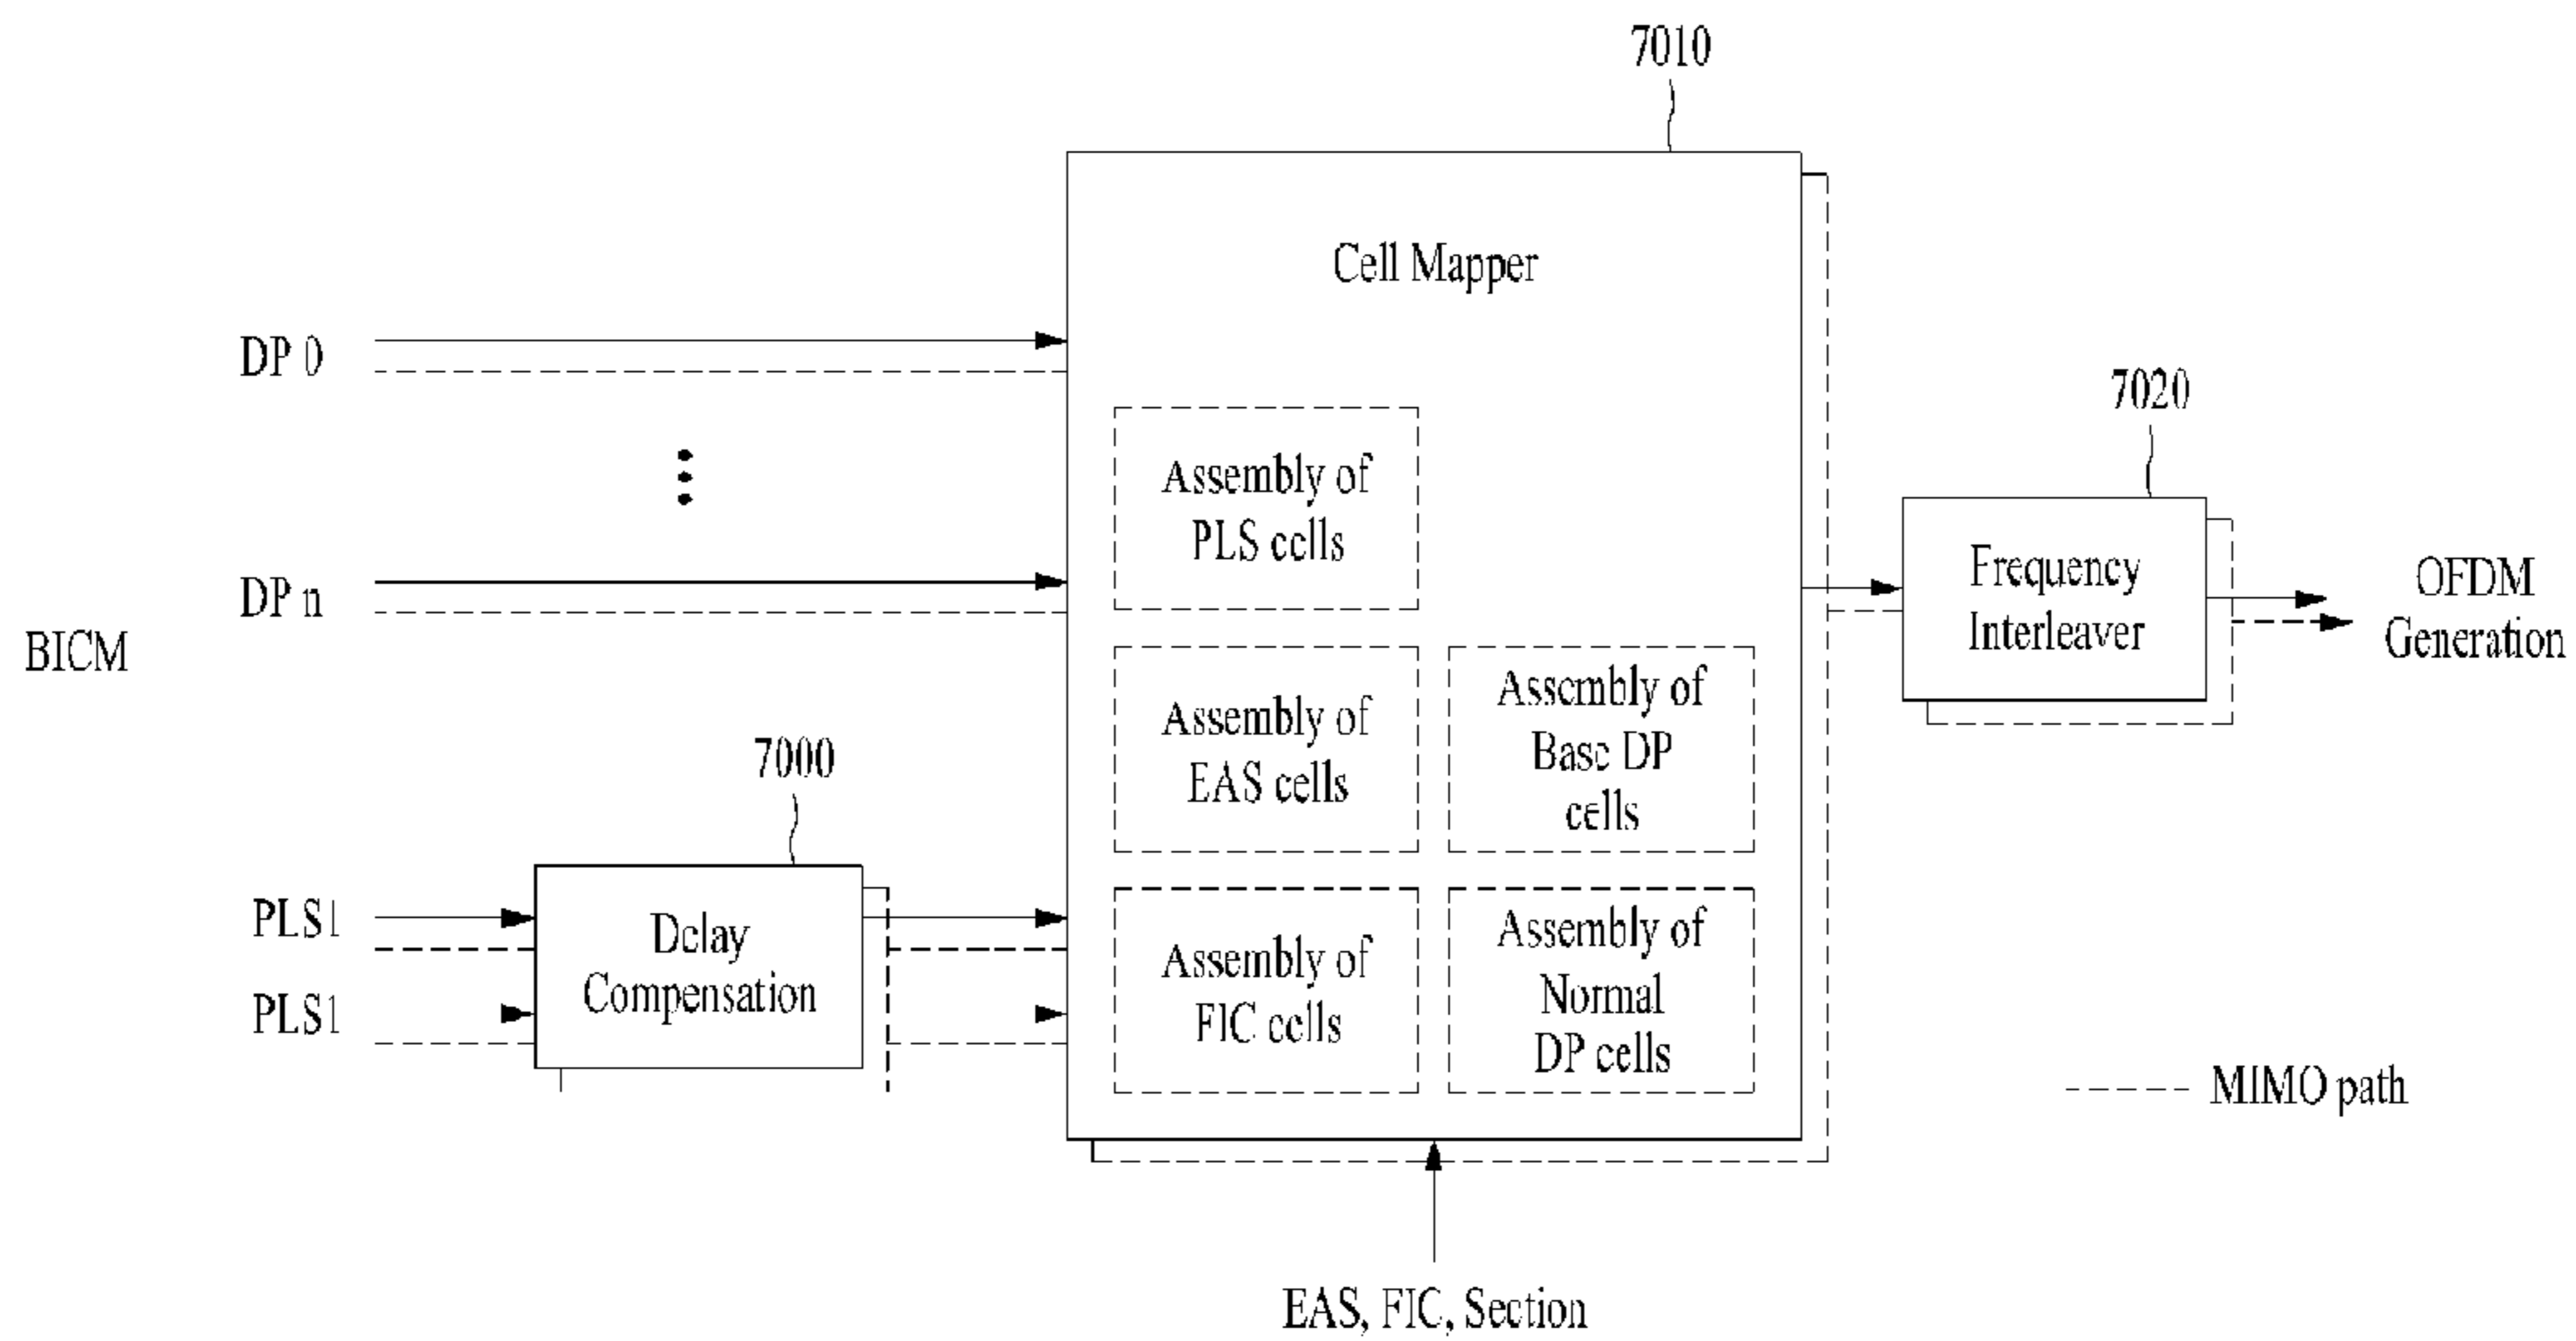 7010
Cell Mapper
DP 0
7020
Assembly of
PLS cells
Frequency
Interleaver
OFDM
Generation
DP n
BICM
Assembly of
EAS cells
Assembly of
Base DP
cells
7000
PLS1
Delay
Compensation
PLS1
Assembly of
FIC cells
Assembly of
Normal
DP cells
MIMO path
EAS, FIC, Section